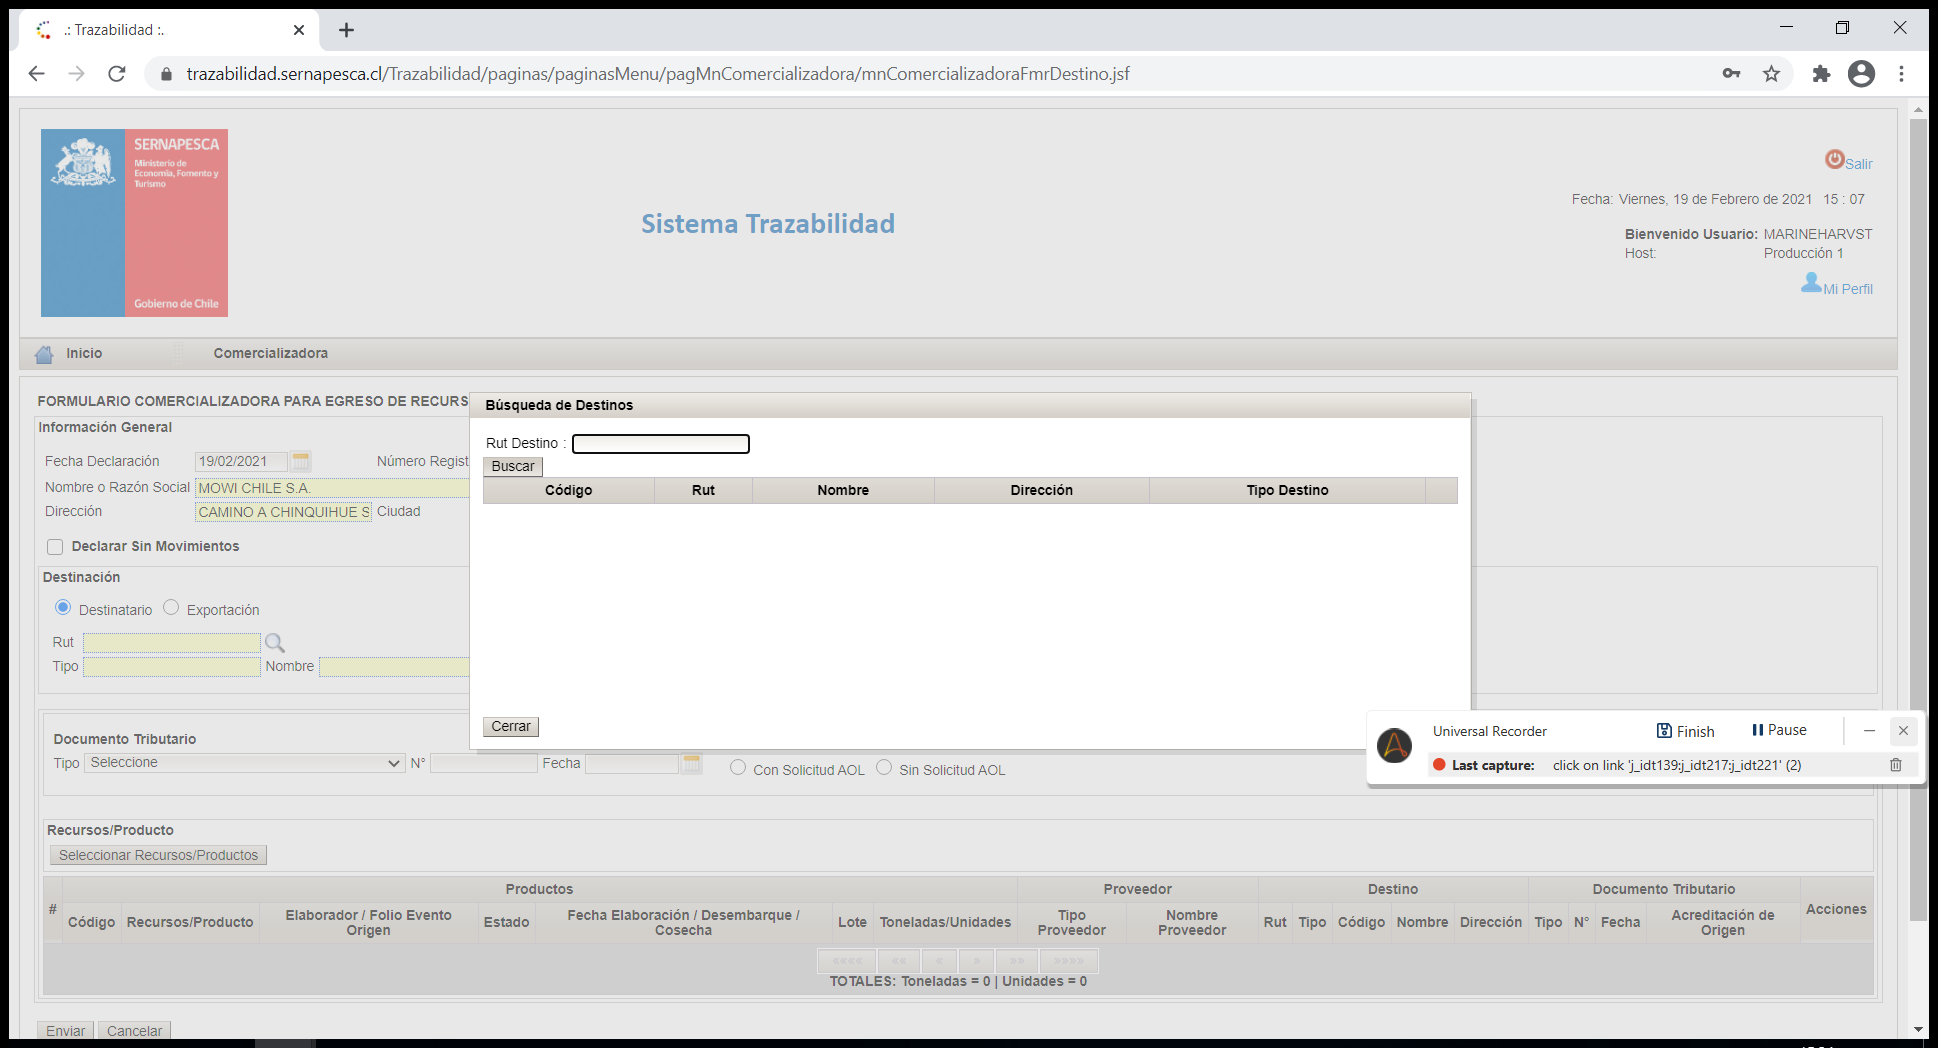 .: Trazabilidad :.
trazabilidad.sernapesca.cl/Trazabilidad/paginas/paginasMenu/pagMnComercializadora/mnComercializadoraFmrDestino.jsf
SERNAPESCA
Ministerio de
Economía, Fomento y
Turismo
Gobierno de Chile
Sistema Trazabilidad
Salir
Fecha: Viernes, 19 de Febrero de 2021 15 : 07
Bienvenido Usuario: MARINEHARVST
Host: Producción 1
Mi Perfil
Inicio Comercializadora
FORMULARIO COMERCIALIZADORA PARA EGRESO DE RECURS
Información General
Fecha Declaración 19/02/2021 Número Regist
Nombre o Razón Social MOWI CHILE S.A.
Dirección CAMINO A CHINQUIHUE S Ciudad
Declarar Sin Movimientos
Destinación
Destinatario Exportación
Rut
Tipo Nombre
Búsqueda de Destinos
Rut Destino :
Buscar
Código Rut Nombre Dirección Tipo Destino
Cerrar
Universal Recorder Finish Pause
Last capture: click on link 'j_idt139:j_idt217:j_idt221' (2)
Documento Tributario
Tipo Seleccione N° Fecha Con Solicitud AOL Sin Solicitud AOL
Recursos/Producto
Seleccionar Recursos/Productos
# Productos Proveedor Destino Documento Tributario Acciones
Código Recursos/Producto Elaborador / Folio Evento Origen Estado Fecha Elaboración / Desembarque / Cosecha Lote Toneladas/Unidades Tipo Proveedor Nombre Proveedor Rut Tipo Código Nombre Dirección Tipo N° Fecha Acreditación de Origen
«««« «« « » »» »»»»
TOTALES: Toneladas = 0 | Unidades = 0
Enviar Cancelar